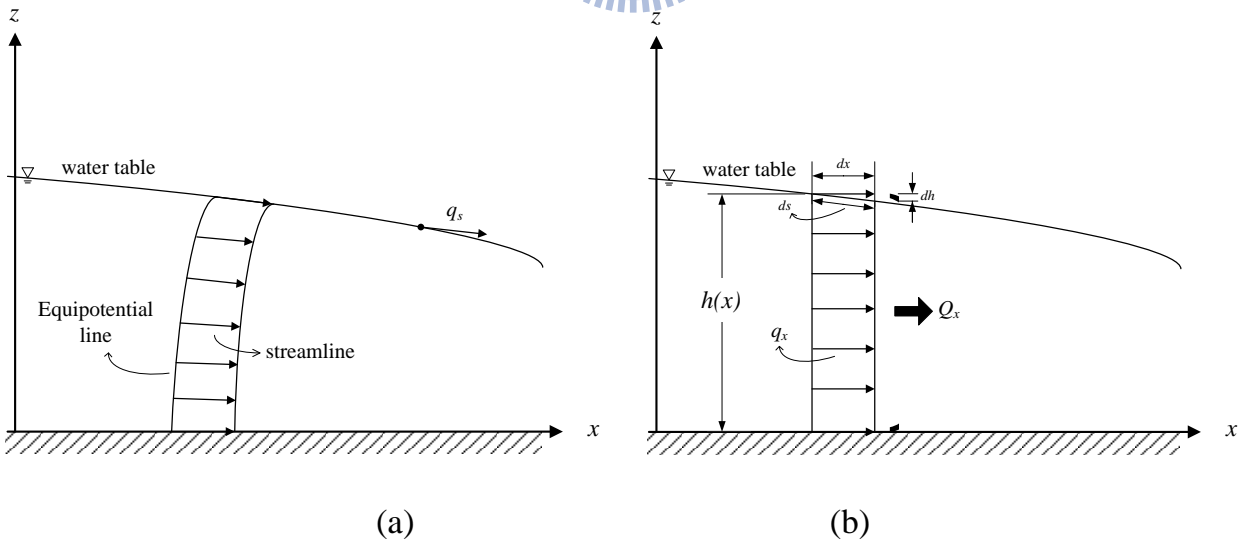 z
water table
q_s
Equipotential
line
streamline
x
(a)
z
water table
dx
dh
ds
h(x)
Q_x
q_x
x
(b)